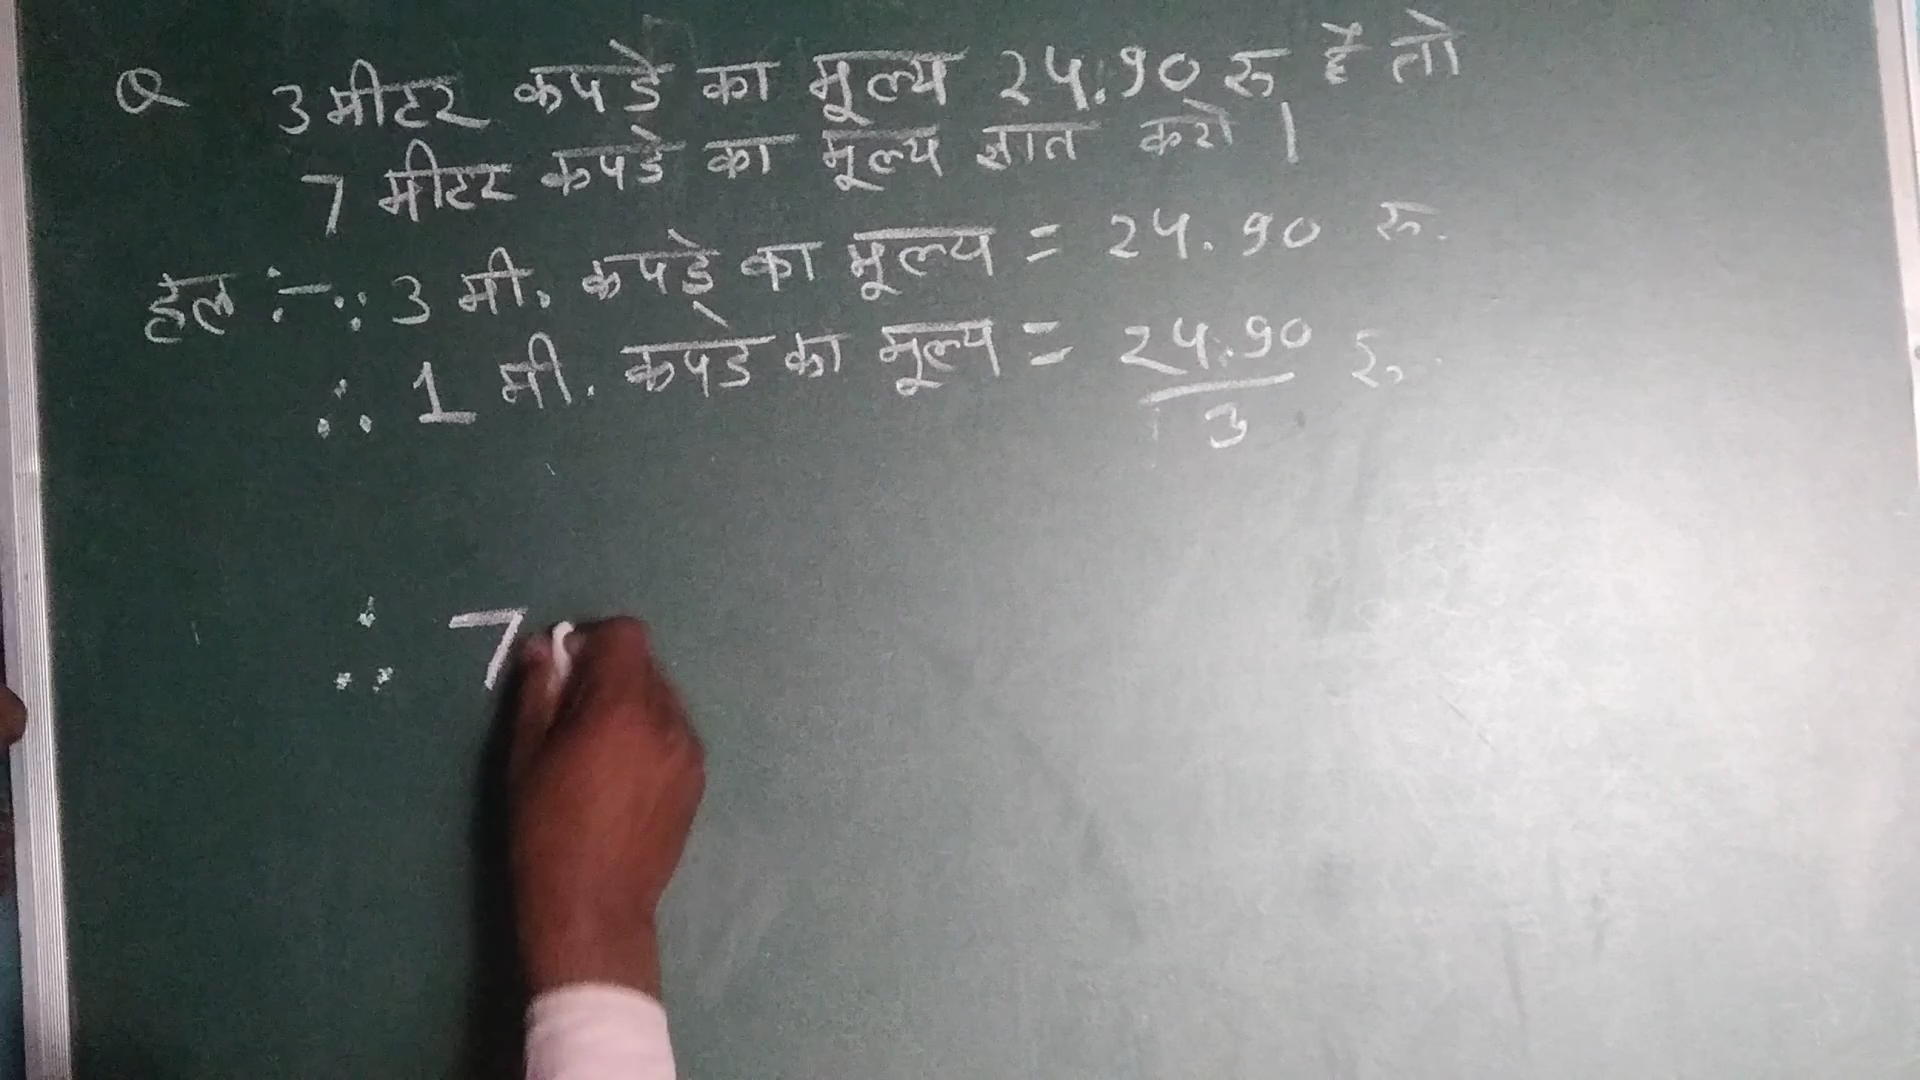 Q 3 मीटर कपडे का मूल्य 24.90 रू है तो
7 मीटर कपडे का मूल्य ज्ञात करो।
हल :- ∵ 3 मी. कपड़े का मूल्य = 24.90 रू.
∴ 1 मी. कपडे का मूल्य = 24.90/3 रु.
∴ 7